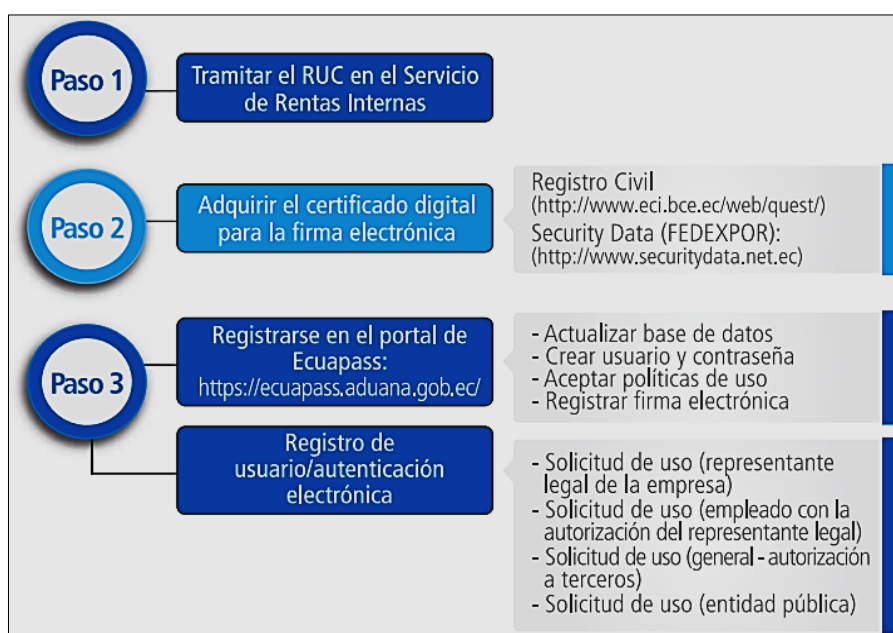 Paso 1
Tramitar el RUC en el Servicio
de Rentas Internas
Paso 2
Adquirir el certificado digital
para la firma electrónica
Registro Civil
(http://www.eci.bce.ec/web/quest/)
Security Data (FEDEXPOR):
(http://www.securitydata.net.ec)
Paso 3
Registrarse en el portal de
Ecuapass:
https://ecuapass.aduana.gob.ec/
- Actualizar base de datos
- Crear usuario y contraseña
- Aceptar políticas de uso
- Registrar firma electrónica
Registro de
usuario/autenticación
electrónica
- Solicitud de uso (representante
legal de la empresa)
- Solicitud de uso (empleado con la
autorización del representante legal)
- Solicitud de uso (general - autorización
a terceros)
- Solicitud de uso (entidad pública)